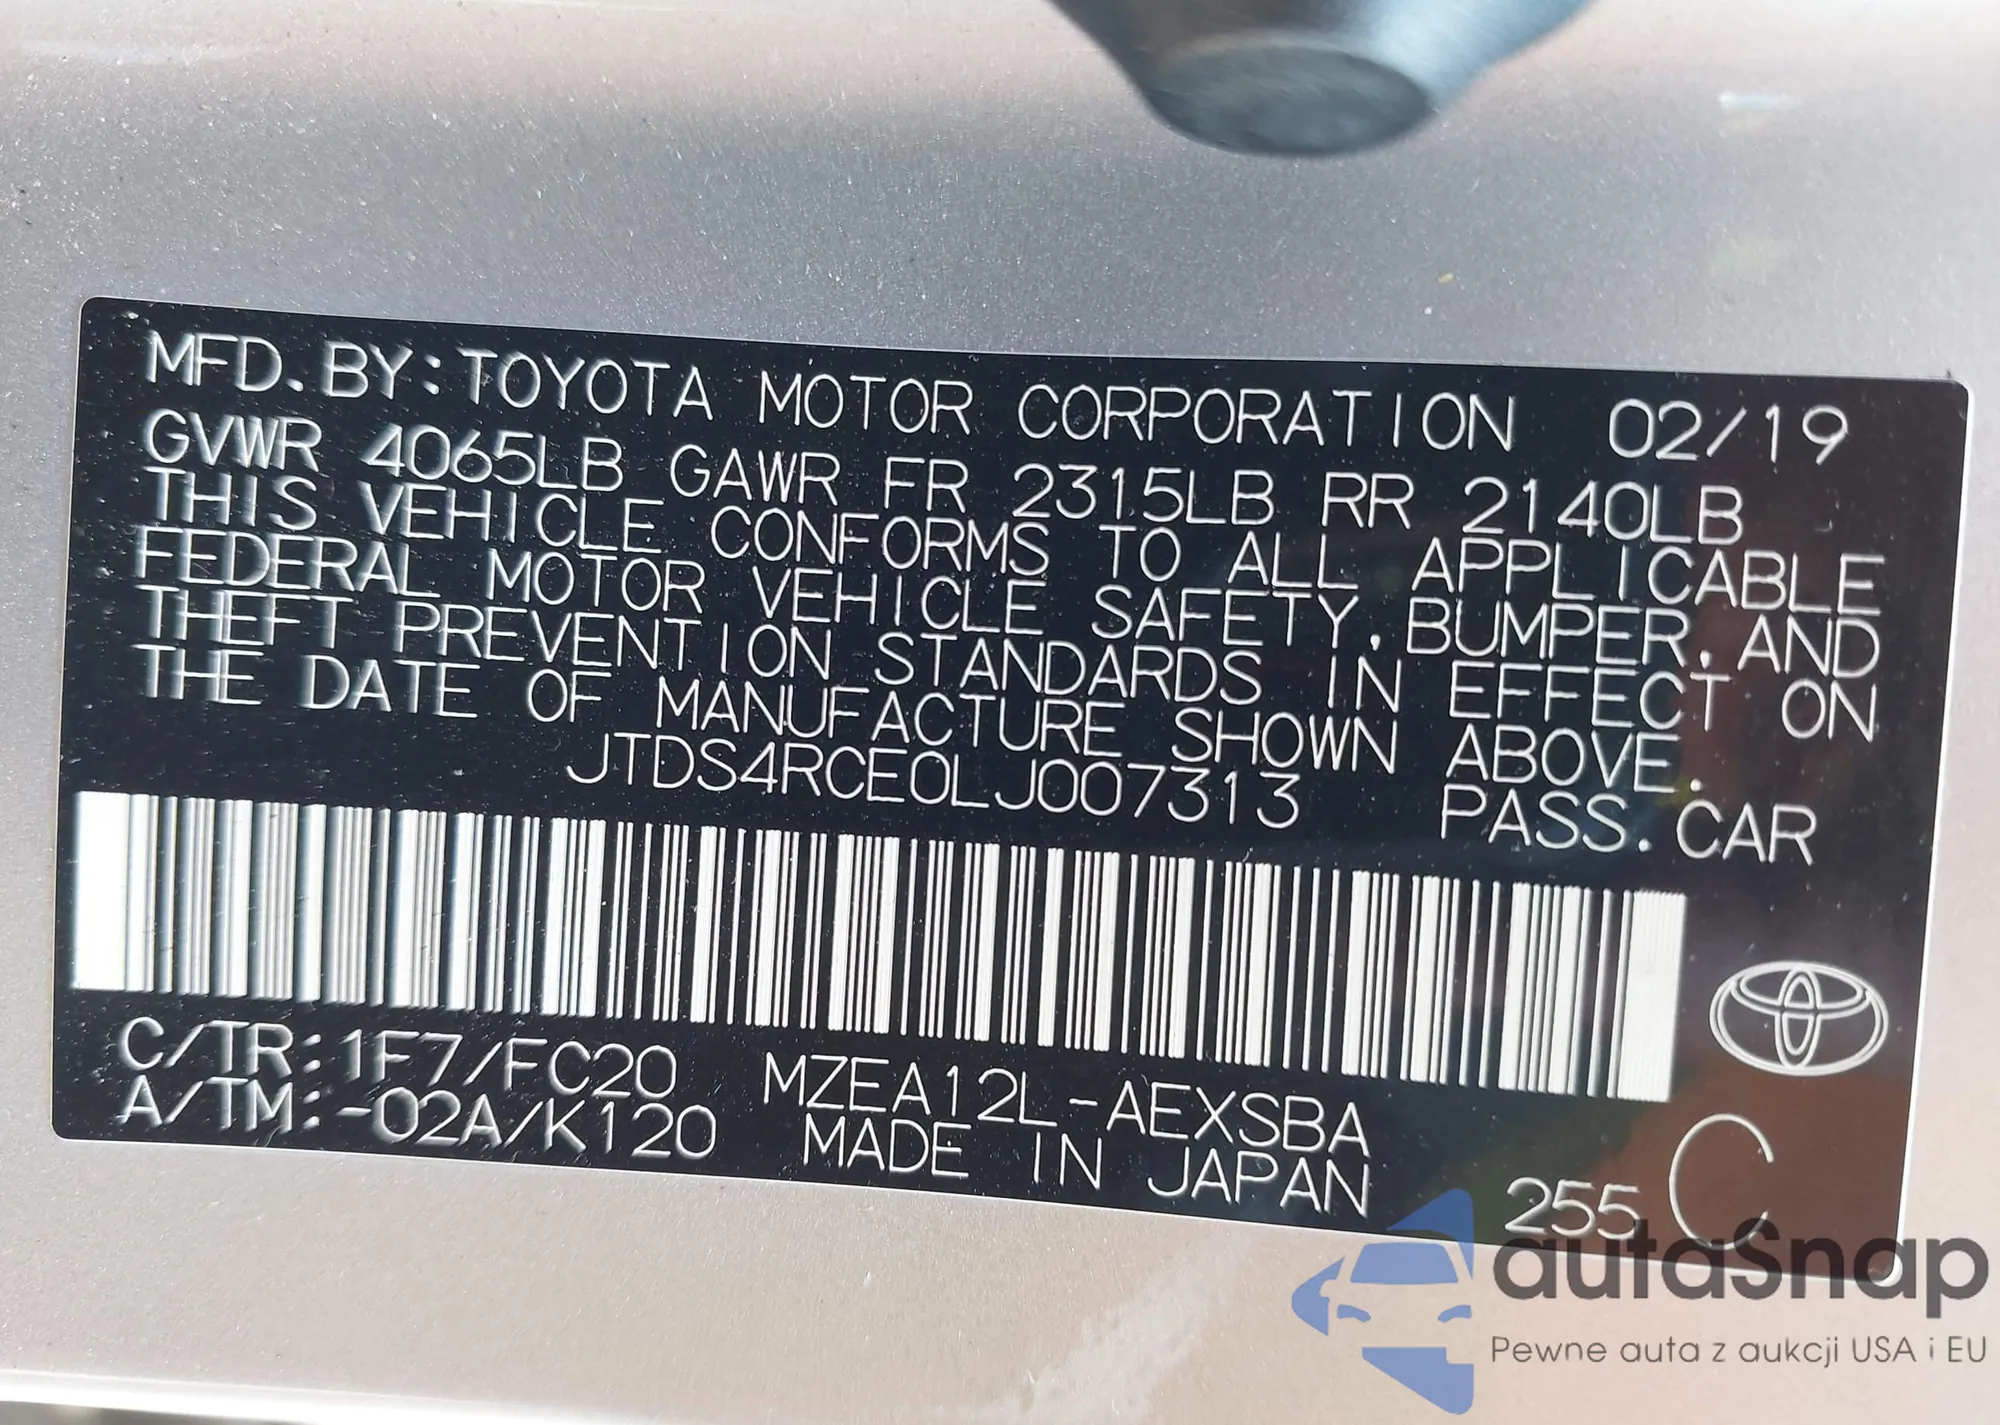 MFD. BY: TOYOTA MOTOR CORPORATION 02/19
GVWR 4065LB GAWR FR 2315LB RR 2140LB
THIS VEHICLE CONFORMS TO ALL APPLICABLE
FEDERAL MOTOR VEHICLE SAFETY, BUMPER, AND
THEFT PREVENTION STANDARDS IN EFFECT ON
THE DATE OF MANUFACTURE SHOWN ABOVE.
JTDS4RCE0LJ007313 PASS. CAR
C/TR: 1F7/FC20 MZEA12L-AEXSBA
A/TM: -02A/K120 MADE IN JAPAN
255 C
autaSnap
Pewne auta z aukcji USA i EU